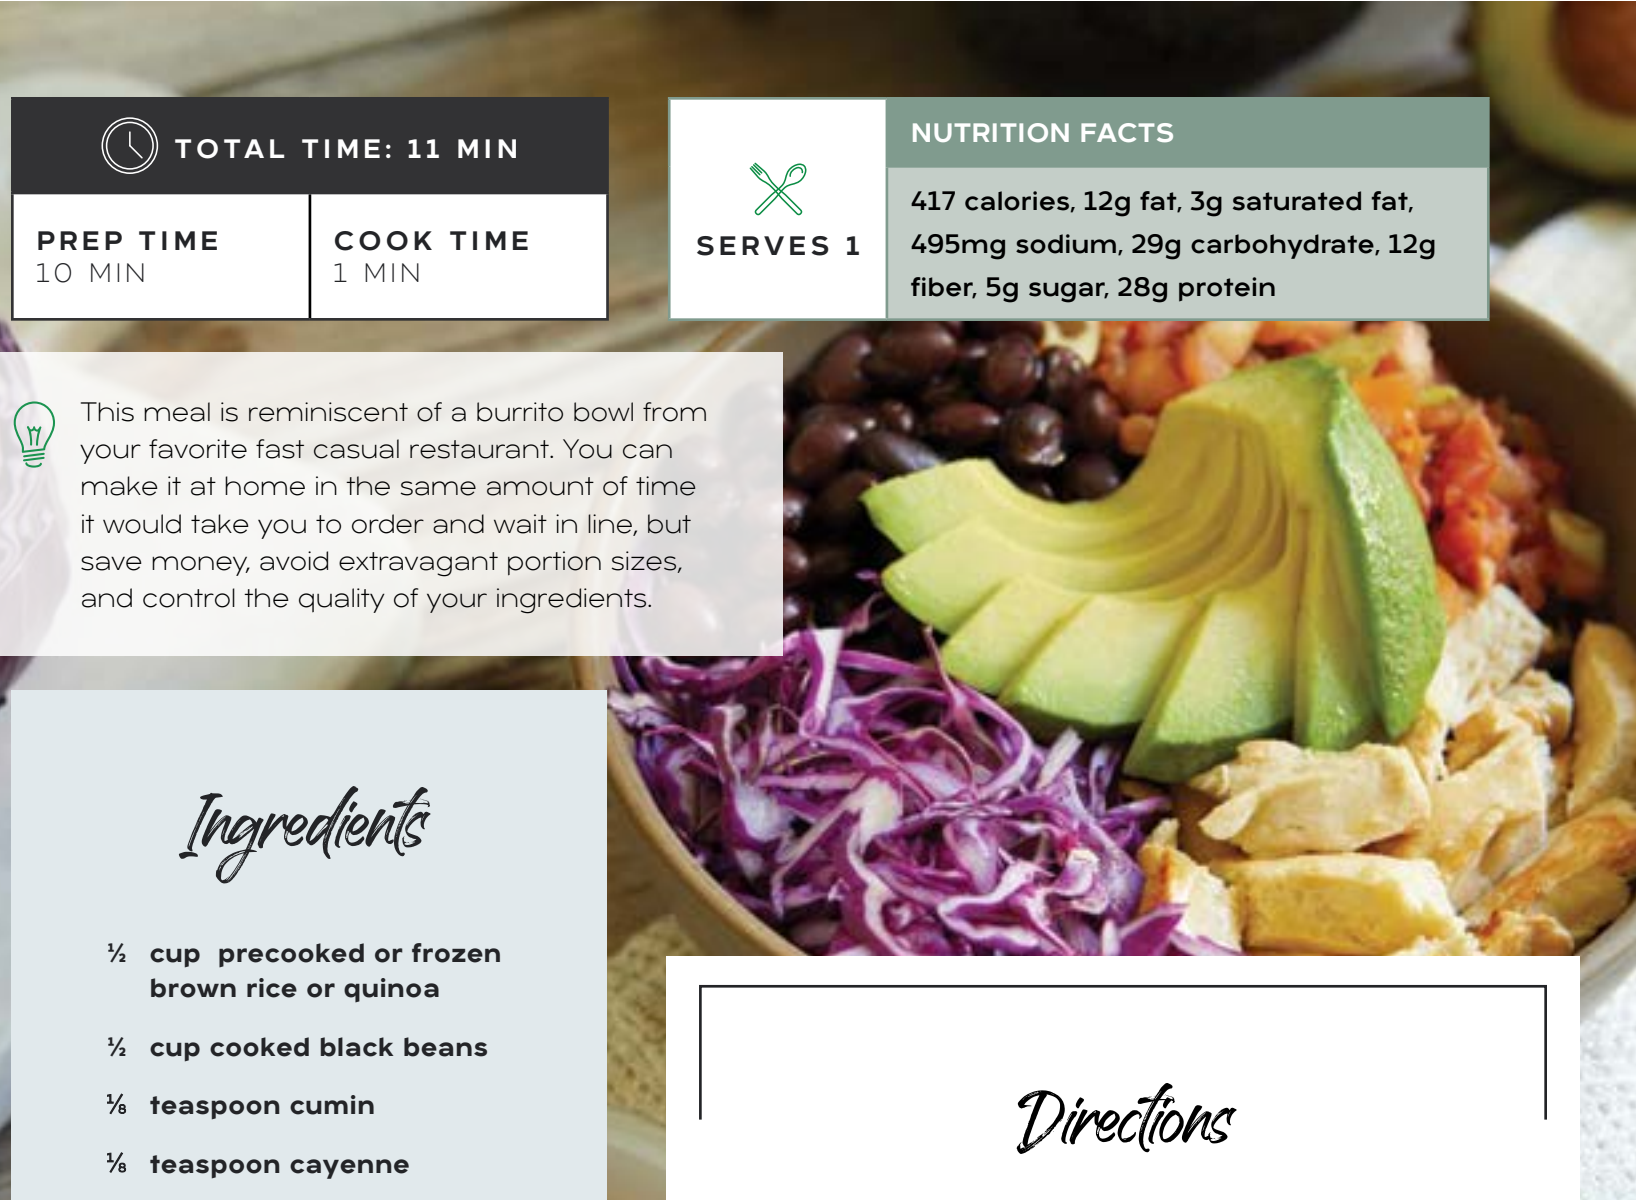 TOTAL TIME: 11 MIN
PREP TIME
10 MIN
COOK TIME
1 MIN
SERVES 1
NUTRITION FACTS
417 calories, 12g fat, 3g saturated fat,
495mg sodium, 29g carbohydrate, 12g
fiber, 5g sugar, 28g protein
This meal is reminiscent of a burrito bowl from
your favorite fast casual restaurant. You can
make it at home in the same amount of time
it would take you to order and wait in line, but
save money, avoid extravagant portion sizes,
and control the quality of your ingredients.
Ingredients
½ cup precooked or frozen
brown rice or quinoa
½ cup cooked black beans
⅛ teaspoon cumin
⅛ teaspoon cayenne
Directions